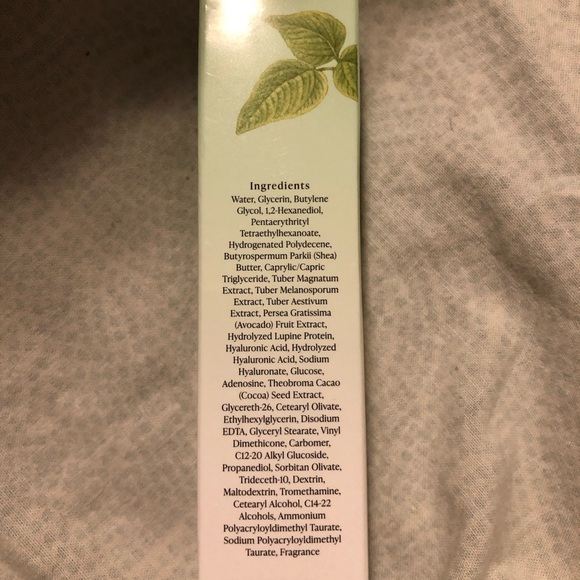 Ingredients
Water, Glycerin, Butylene
Glycol, 1,2-Hexanediol,
Pentaerythrityl
Tetraethylhexanoate,
Hydrogenated Polydecene,
Butyrospermum Parkii (Shea)
Butter, Caprylic/Capric
Triglyceride, Tuber Magnatum
Extract, Tuber Melanosporum
Extract, Tuber Aestivum
Extract, Persea Gratissima
(Avocado) Fruit Extract,
Hydrolyzed Lupine Protein,
Hyaluronic Acid, Hydrolyzed
Hyaluronic Acid, Sodium
Hyaluronate, Glucose,
Adenosine, Theobroma Cacao
(Cocoa) Seed Extract,
Glycereth-26, Cetearyl Olivate,
Ethylhexylglycerin, Disodium
EDTA, Glyceryl Stearate, Vinyl
Dimethicone, Carbomer,
C12-20 Alkyl Glucoside,
Propanediol, Sorbitan Olivate,
Trideceth-10, Dextrin,
Maltodextrin, Tromethamine,
Cetearyl Alcohol, C14-22
Alcohols, Ammonium
Polyacryloyldimethyl Taurate,
Sodium Polyacryloyldimethyl
Taurate, Fragrance